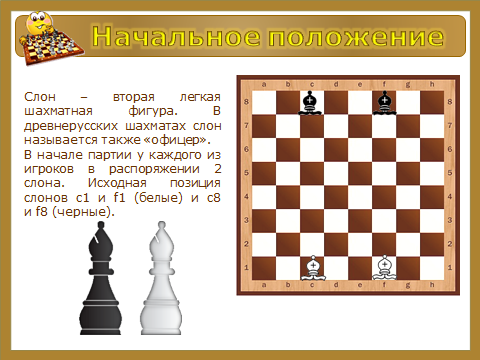 Начальное положение
Слон – вторая легкая
шахматная фигура. В
древнерусских шахматах слон
называется также «офицер».
В начале партии у каждого из
игроков в распоряжении 2
слона. Исходная позиция
слонов c1 и f1 (белые) и c8
и f8 (черные).
a b c d e f g h
8 8
7 7
6 6
5 5
4 4
3 3
2 2
1 1
a b c d e f g h